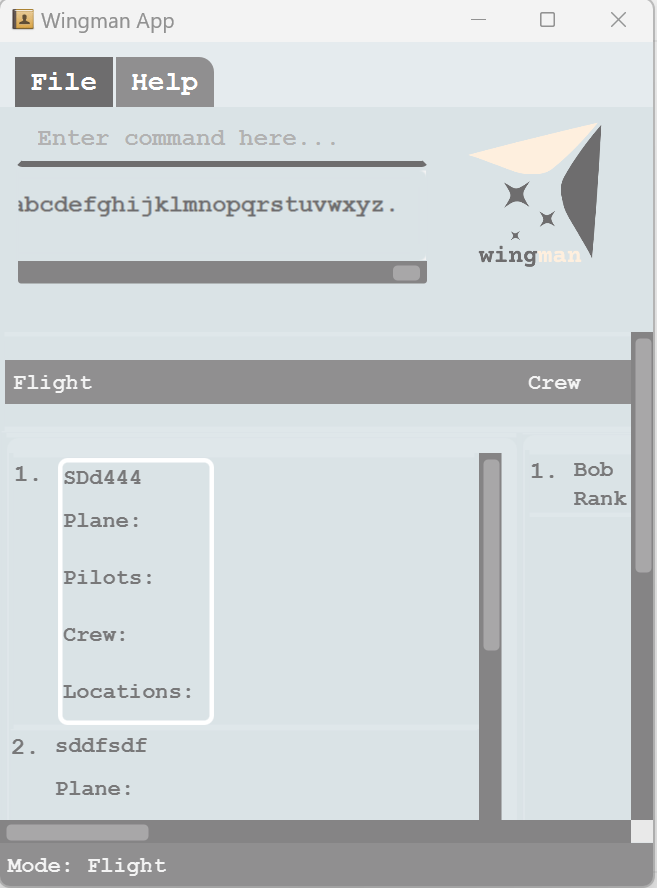 Wingman App
File Help
Enter command here...
abcdefghijklmnopqrstuvwxyz.
wingman
Flight Crew
1. SDd444
Plane:
Pilots:
Crew:
Locations:
2. sddfsdf
Plane:
1. Bob
Rank
Mode: Flight